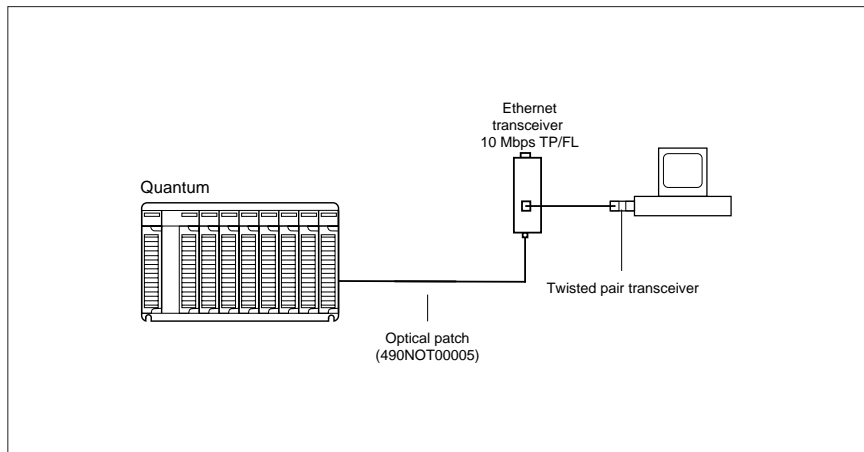 Ethernet
transceiver
10 Mbps TP/FL
Quantum
Twisted pair transceiver
Optical patch
(490NOT00005)